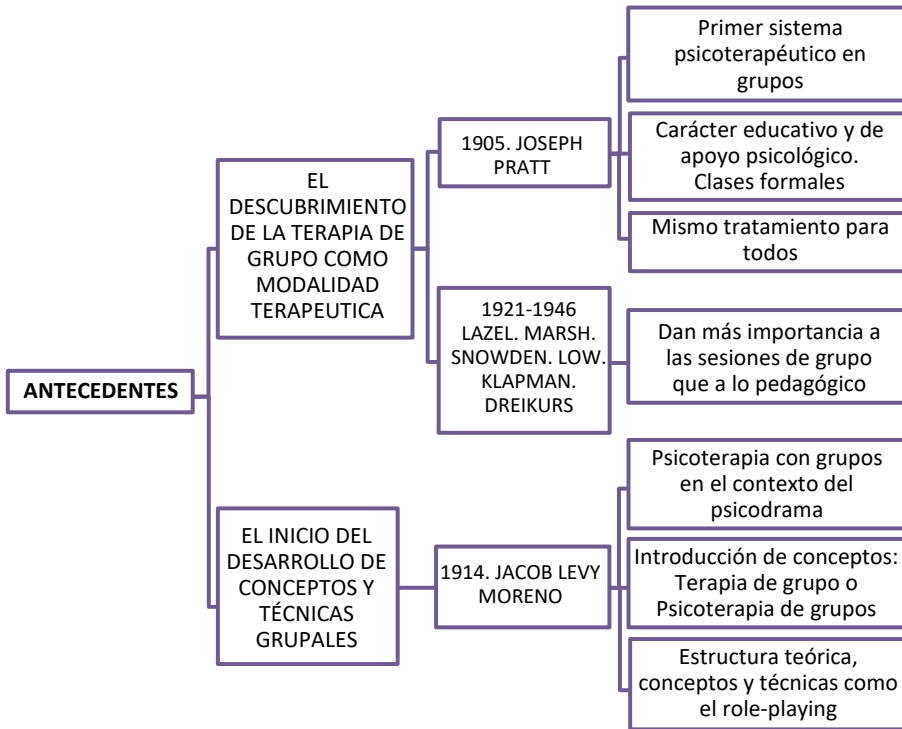 ANTECEDENTES
EL
DESCUBRIMIENTO
DE LA TERAPIA DE
GRUPO COMO
MODALIDAD
TERAPEUTICA
1905. JOSEPH
PRATT
Primer sistema
psicoterapéutico en
grupos
Carácter educativo y de
apoyo psicológico.
Clases formales
Mismo tratamiento para
todos
1921-1946
LAZEL. MARSH.
SNOWDEN. LOW.
KLAPMAN.
DREIKURS
Dan más importancia a
las sesiones de grupo
que a lo pedagógico
EL INICIO DEL
DESARROLLO DE
CONCEPTOS Y
TÉCNICAS
GRUPALES
1914. JACOB LEVY
MORENO
Psicoterapia con grupos
en el contexto del
psicodrama
Introducción de conceptos:
Terapia de grupo o
Psicoterapia de grupos
Estructura teórica,
conceptos y técnicas como
el role-playing